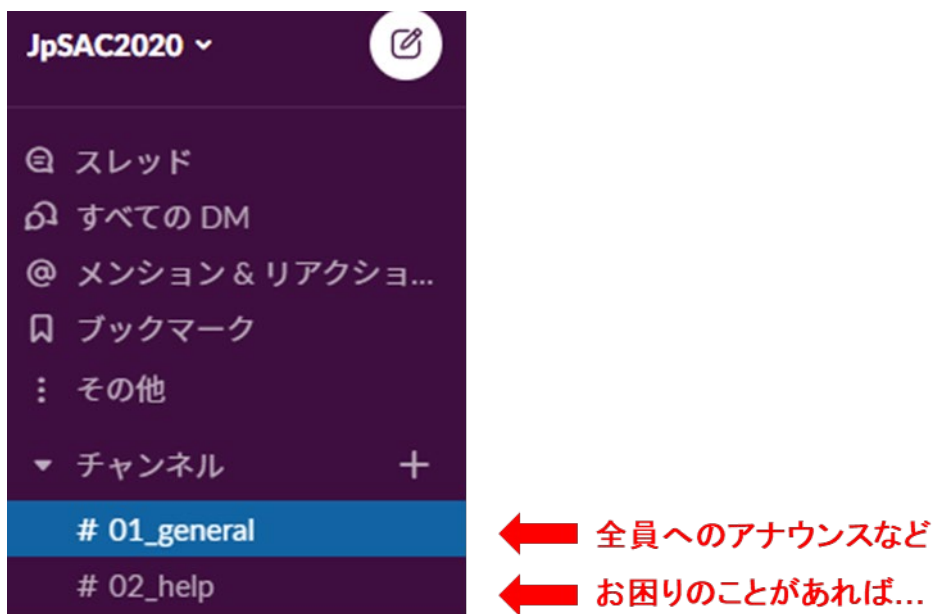 JpSAC2020
スレッド
すべての DM
@ メンション & リアクショ...
ブックマーク
その他
チャンネル +
# 01_general 全員へのアナウンスなど
# 02_help お困りのことがあれば...